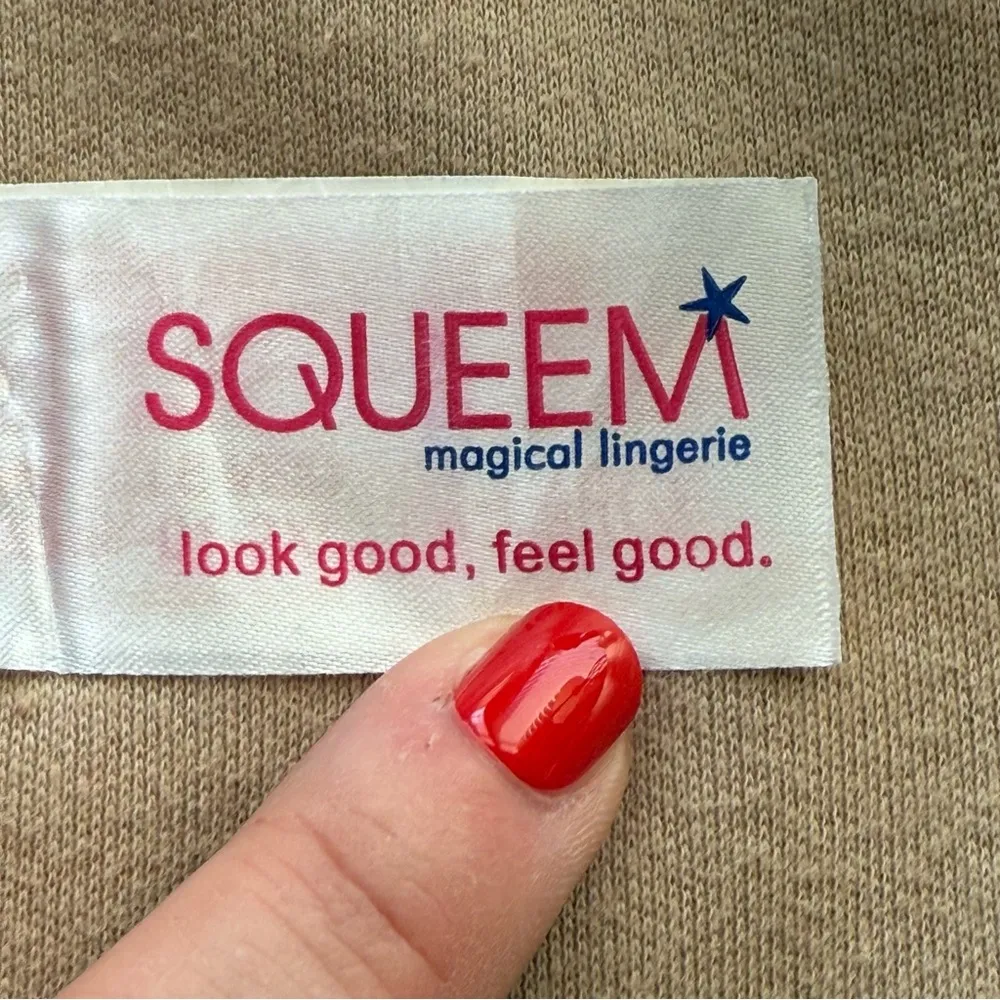 SQUEEM
magical lingerie
look good, feel good.